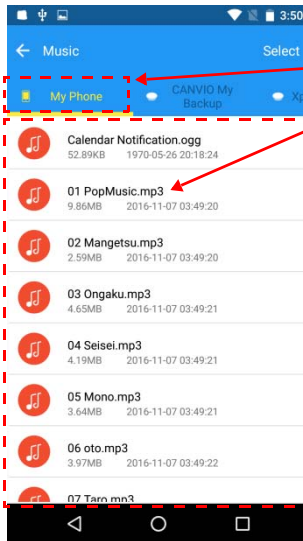 3:50
Music
Select
My Phone
CANVIO My
Backup
Xp
Calendar Notification.ogg
52.89KB 1970-05-26 20:18:24
01 PopMusic.mp3
9.86MB 2016-11-07 03:49:20
02 Mangetsu.mp3
2.59MB 2016-11-07 03:49:20
03 Ongaku.mp3
4.65MB 2016-11-07 03:49:21
04 Seisei.mp3
4.19MB 2016-11-07 03:49:21
05 Mono.mp3
3.64MB 2016-11-07 03:49:21
06 oto.mp3
3.97MB 2016-11-07 03:49:22
07 Taro.mp3